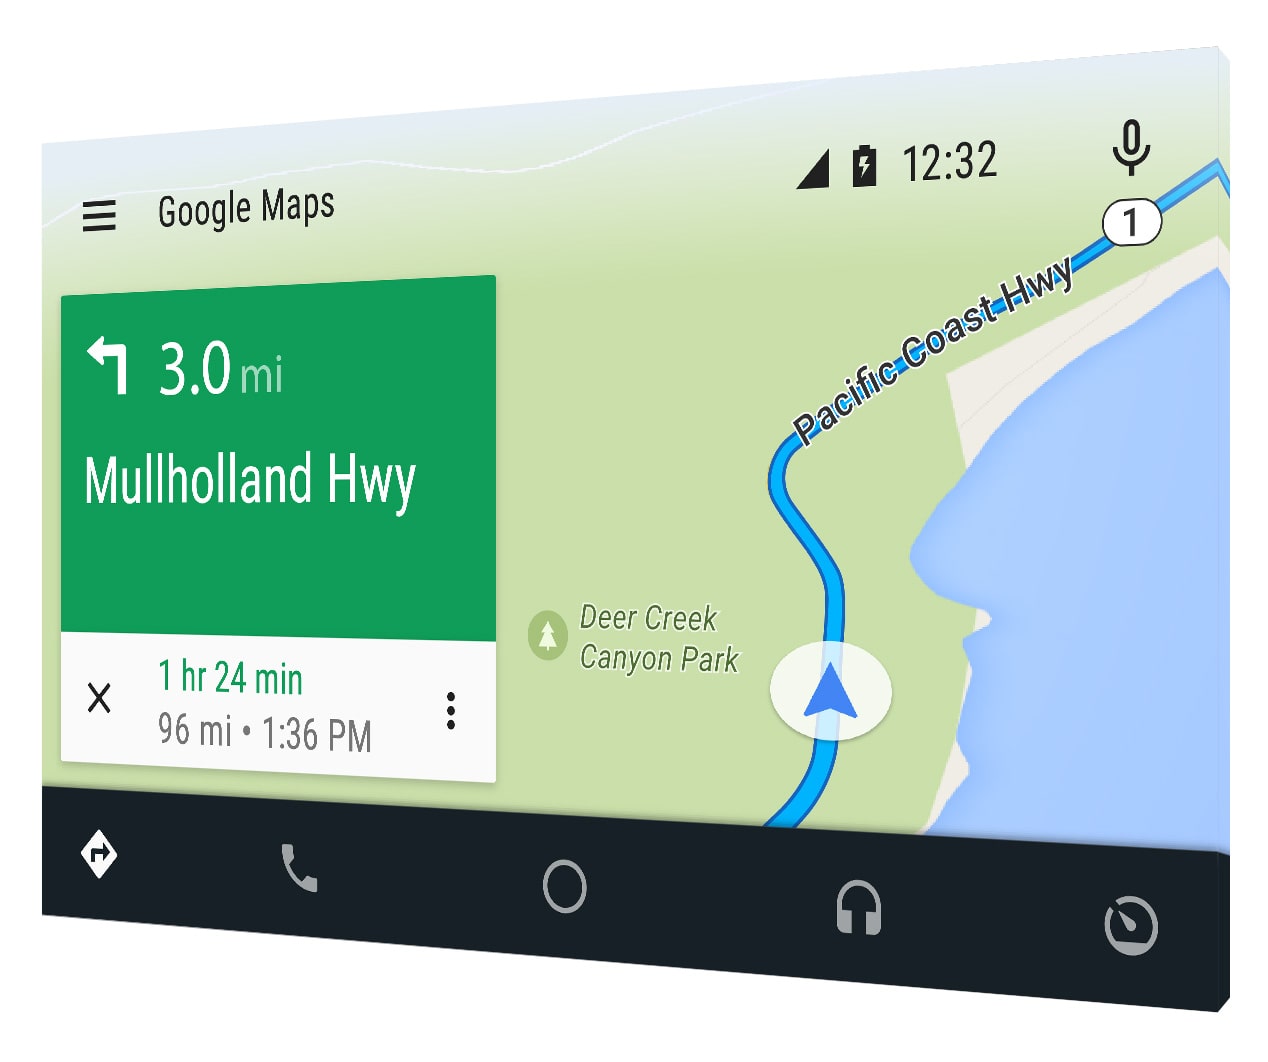 12:32
Google Maps
1
Pacific Coast Hwy
3.0 mi
Mullholland Hwy
Deer Creek
Canyon Park
1 hr 24 min
96 mi • 1:36 PM